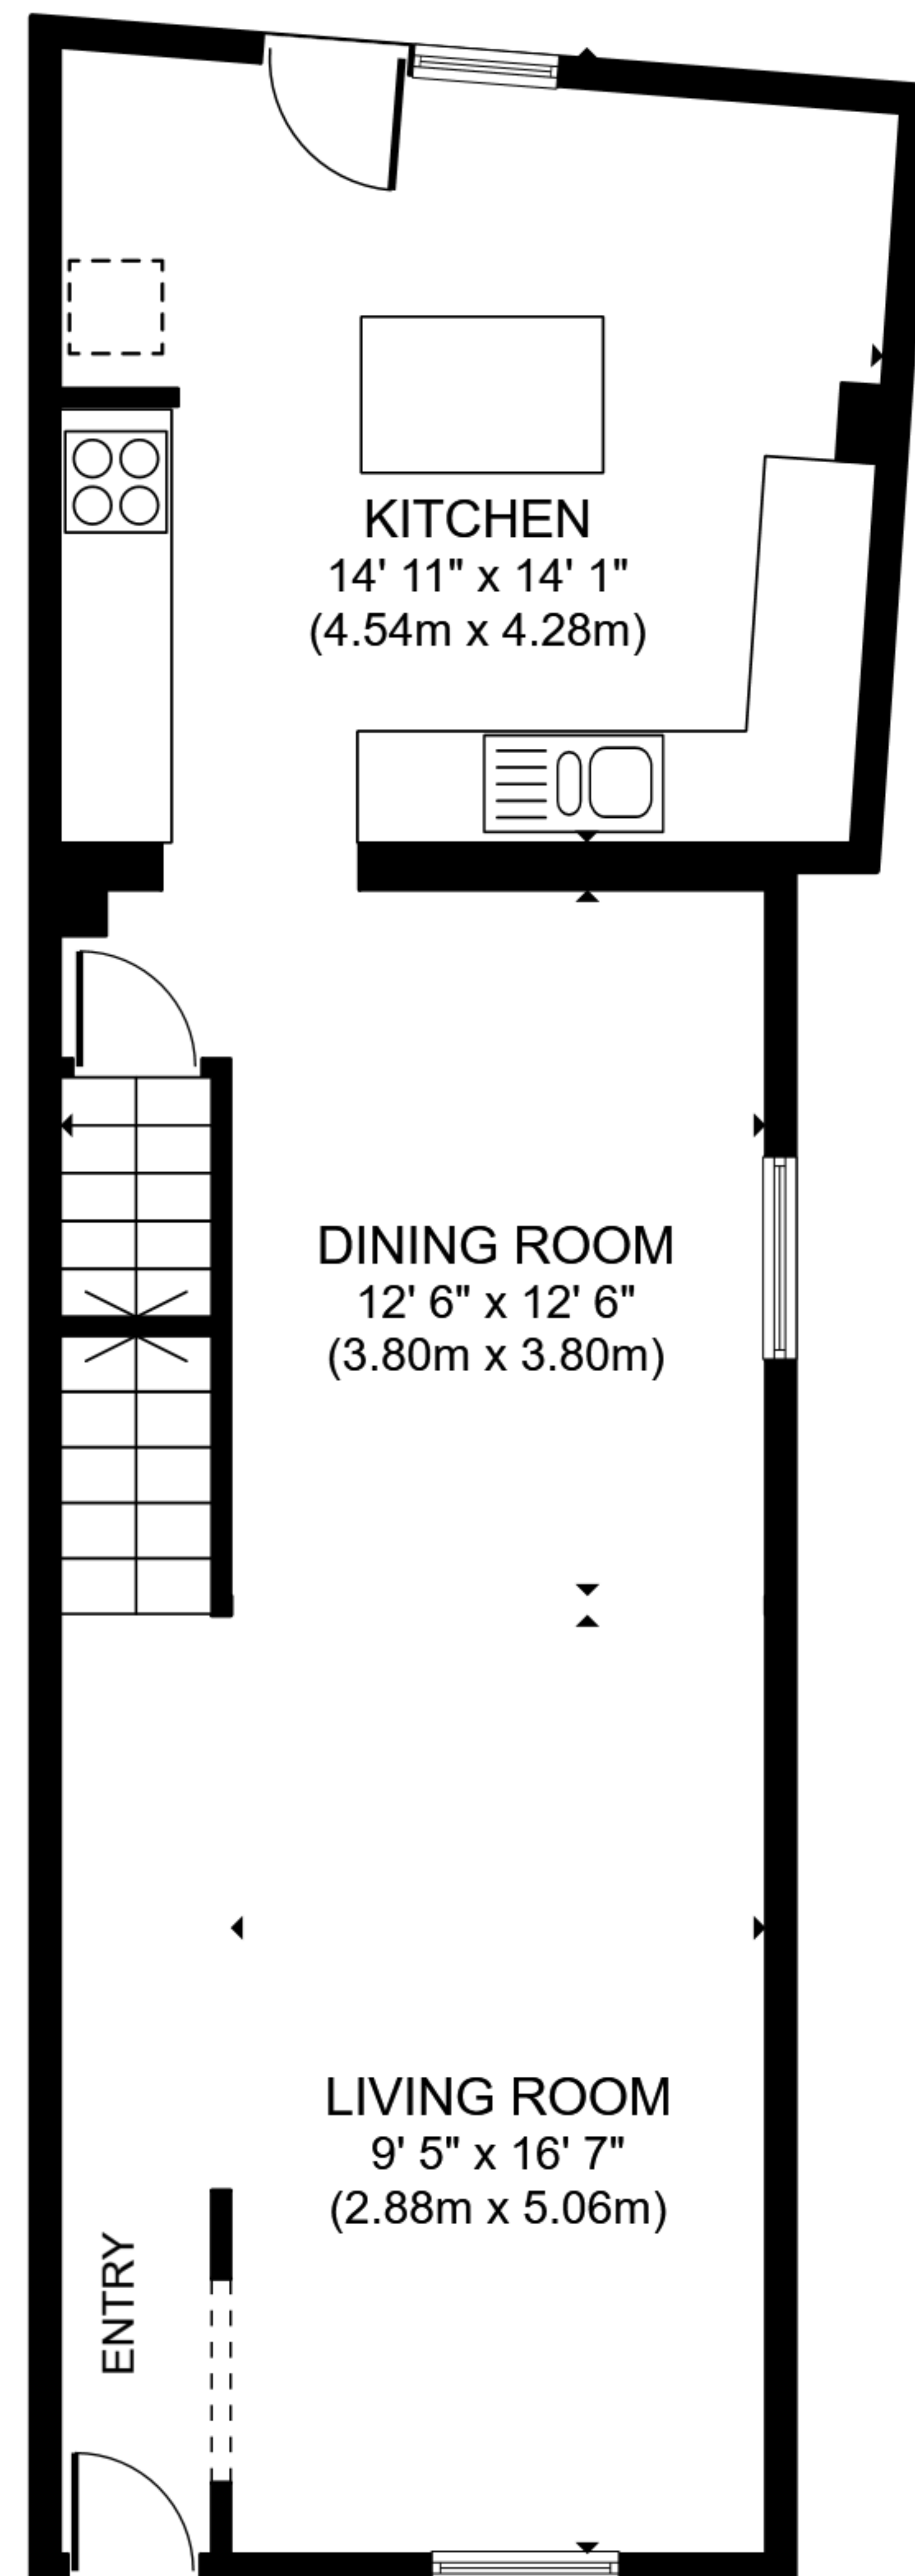 KITCHEN
14' 11" x 14' 1"
(4.54m x 4.28m)
DINING ROOM
12' 6" x 12' 6"
(3.80m x 3.80m)
LIVING ROOM
9' 5" x 16' 7"
(2.88m x 5.06m)
ENTRY